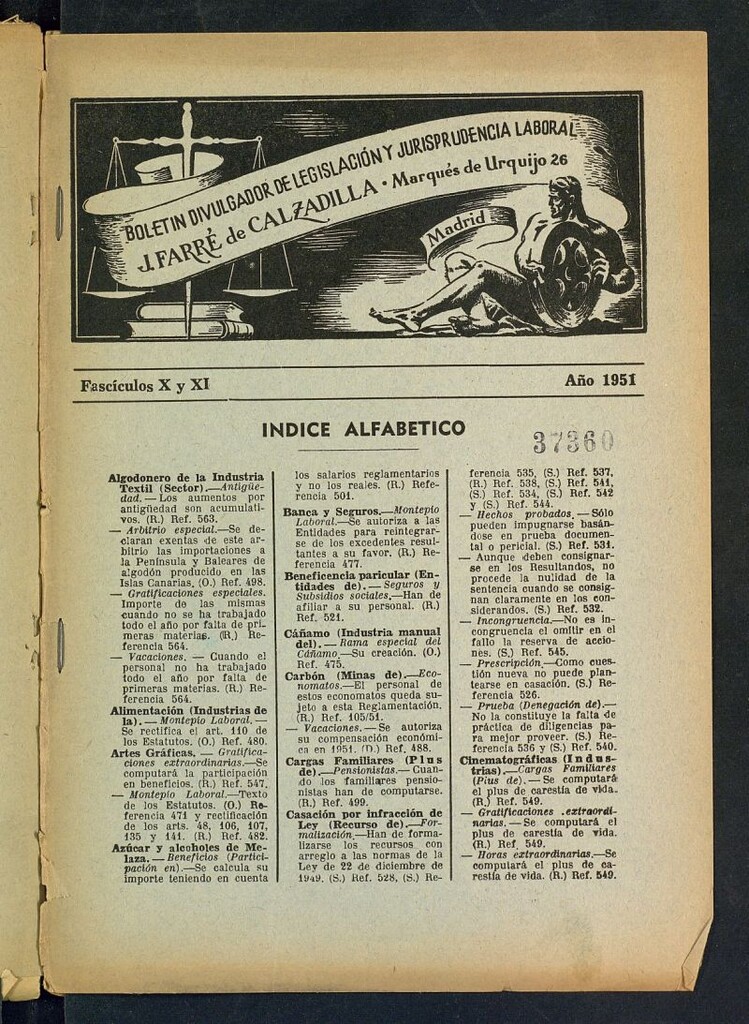 BOLETIN DIVULGADOR DE LEGISLACIÓN Y JURISPRUDENCIA LABORAL
J. FARRÉ de CALZADILLA • Marqués de Urquijo 26
Madrid
Fascículos X y XI
Año 1951
INDICE ALFABETICO
37360
Algodonero de la Industria
Textil (Sector).—Antigüe-
dad. — Los aumentos por
antigüedad son acumulati-
vos. (R.) Ref. 563.
— Arbitrio especial.—Se de-
claran exentas de este ar-
bitrio las importaciones a
la Península y Baleares de
algodón producido en las
Islas Canarias. (O.) Ref. 498.
— Gratificaciones especiales.
Importe de las mismas
cuando no se ha trabajado
todo el año por falta de pri-
meras materias. (R.) Re-
ferencia 564.
— Vacaciones. — Cuando el
personal no ha trabajado
todo el año por falta de
primeras materias. (R.) Re-
ferencia 564.
Alimentación (Industrias de
la). — Montepío Laboral. —
Se rectifica el art. 110 de
los Estatutos. (O.) Ref. 480.
Artes Gráficas. — Gratifica-
ciones extraordinarias.—Se
computará la participación
en beneficios. (R.) Ref. 547.
— Montepío Laboral.—Texto
de los Estatutos. (O.) Re-
ferencia 471 y rectificación
de los arts. 48, 106, 107,
135 y 141. (R.) Ref. 482.
Azúcar y alcoholes de Me-
laza. — Beneficios (Partici-
pación en).—Se calcula su
importe teniendo en cuenta
los salarios reglamentarios
y no los reales. (R.) Refe-
rencia 501.
Banca y Seguros.—Montepío
Laboral.—Se autoriza a las
Entidades para reintegrar-
se de los excedentes resul-
tantes a su favor. (R.) Re-
ferencia 477.
Beneficencia paricular (En-
tidades de). — Seguros y
Subsidios sociales.—Han de
afiliar a su personal. (R.)
Ref. 521.
Cáñamo (Industria manual
del). — Rama especial del
Cáñamo.—Su creación. (O.)
Ref. 475.
Carbón (Minas de).—Eco-
nomatos.—El personal de
estos economatos queda su-
jeto a esta Reglamentación.
(R.) Ref. 105/51.
— Vacaciones. — Se autoriza
su compensación económi-
ca en 1951. (D.) Ref. 488.
Cargas Familiares (Plus
de).—Pensionistas.— Cuan-
do los familiares pensio-
nistas han de computarse.
(R.) Ref. 499.
Casación por infracción de
Ley (Recurso de).—For-
malización.—Han de forma-
lizarse los recursos con
arreglo a las normas de la
Ley de 22 de diciembre de
1949. (S.) Ref. 528, (S.) Re-
ferencia 535, (S.) Ref. 537,
(R.) Ref. 538, (S.) Ref. 541,
(S.) Ref. 534, (S.) Ref. 542
y (S.) Ref. 544.
— Hechos probados. — Sólo
pueden impugnarse basán-
dose en prueba documen-
tal o pericial. (S.) Ref. 531.
— Aunque deben consignar-
se en los Resultandos, no
procede la nulidad de la
sentencia cuando se consig-
nan claramente en los con-
siderandos. (S.) Ref. 532.
— Incongruencia.—No es in-
congruencia el omitir en el
fallo la reserva de accio-
nes. (S.) Ref. 545.
— Prescripción.—Como cues-
tión nueva no puede plan-
tearse en casación. (S.) Re-
ferencia 526.
— Prueba (Denegación de).—
No la constituye la falta de
práctica de diligencias pa-
ra mejor proveer. (S.) Re-
ferencia 536 y (S.) Ref. 540.
Cinematográficas (Indus-
trias).—Cargas Familiares
(Plus de).—Se computará
el plus de carestía de vida.
(R.) Ref. 549.
— Gratificaciones extraordi-
narias. — Se computará el
plus de carestía de vida.
(R.) Ref. 549.
— Horas extraordinarias.—Se
computará el plus de ca-
restía de vida. (R.) Ref. 549.